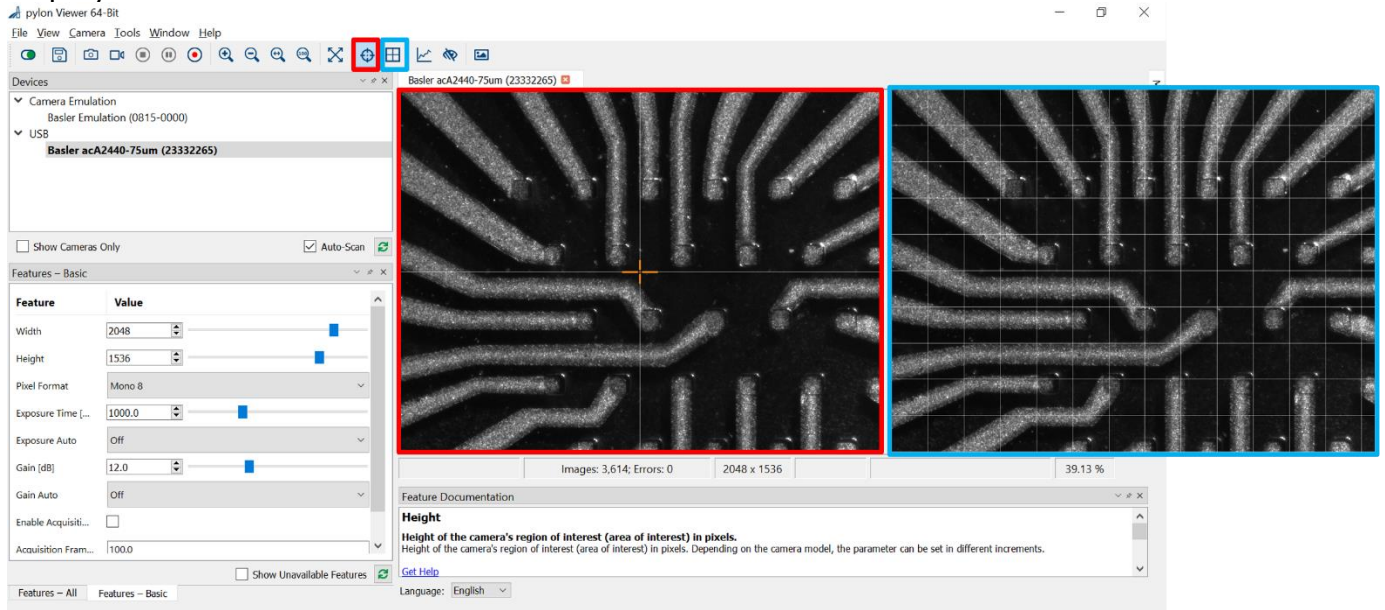 pylon Viewer 64-Bit
File View Camera Tools Window Help
Devices
Camera Emulation
Basler Emulation (0815-0000)
USB
Basler acA2440-75um (23332265)
Show Cameras Only Auto-Scan
Features – Basic
Feature Value
Width 2048
Height 1536
Pixel Format Mono 8
Exposure Time [... 1000.0
Exposure Auto Off
Gain [dB] 12.0
Gain Auto Off
Enable Acquisiti...
Acquisition Fram... 100.0
Show Unavailable Features
Features – All Features – Basic
Basler acA2440-75um (23332265)
Images: 3,614; Errors: 0 2048 x 1536 39.13 %
Feature Documentation
Height
Height of the camera's region of interest (area of interest) in pixels.
Height of the camera's region of interest (area of interest) in pixels. Depending on the camera model, the parameter can be set in different increments.
Get Help
Language: English